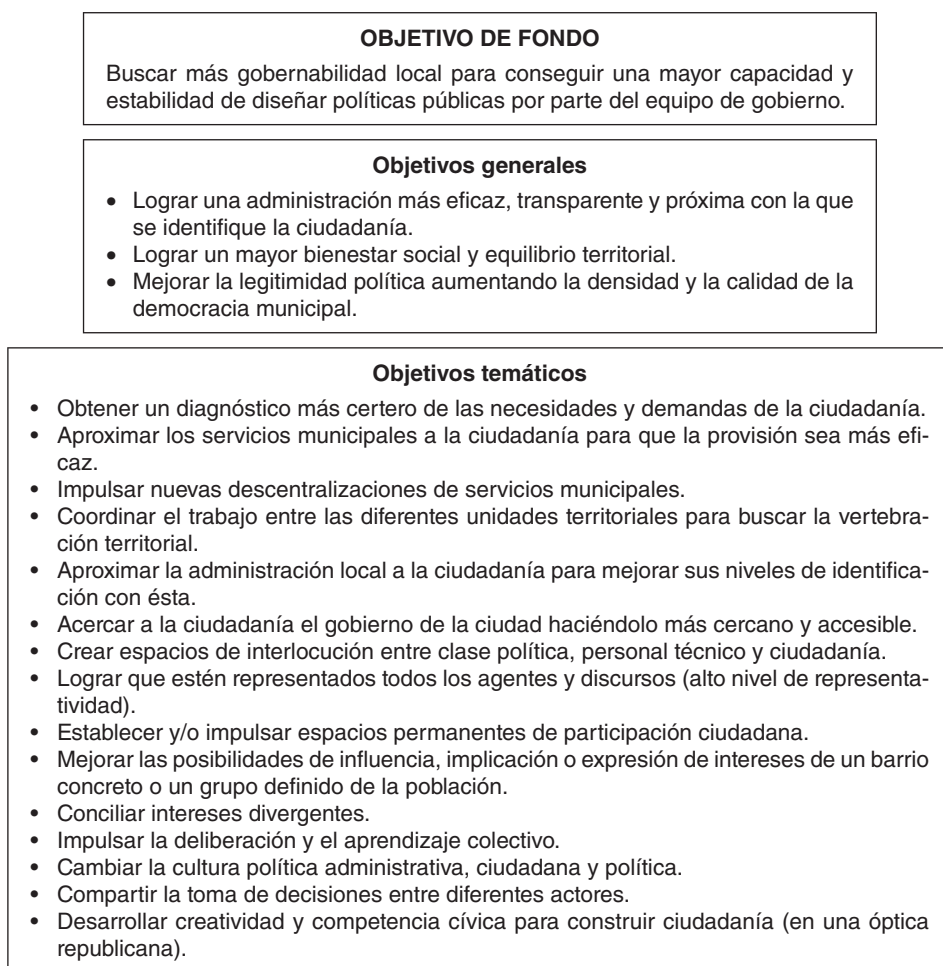 OBJETIVO DE FONDO
Buscar más gobernabilidad local para conseguir una mayor capacidad y
estabilidad de diseñar políticas públicas por parte del equipo de gobierno.
Objetivos generales
• Lograr una administración más eficaz, transparente y próxima con la que
se identifique la ciudadanía.
• Lograr un mayor bienestar social y equilibrio territorial.
• Mejorar la legitimidad política aumentando la densidad y la calidad de la
democracia municipal.
Objetivos temáticos
• Obtener un diagnóstico más certero de las necesidades y demandas de la ciudadanía.
• Aproximar los servicios municipales a la ciudadanía para que la provisión sea más efi-
caz.
• Impulsar nuevas descentralizaciones de servicios municipales.
• Coordinar el trabajo entre las diferentes unidades territoriales para buscar la vertebra-
ción territorial.
• Aproximar la administración local a la ciudadanía para mejorar sus niveles de identifica-
ción con ésta.
• Acercar a la ciudadanía el gobierno de la ciudad haciéndolo más cercano y accesible.
• Crear espacios de interlocución entre clase política, personal técnico y ciudadanía.
• Lograr que estén representados todos los agentes y discursos (alto nivel de representa-
tividad).
• Establecer y/o impulsar espacios permanentes de participación ciudadana.
• Mejorar las posibilidades de influencia, implicación o expresión de intereses de un barrio
concreto o un grupo definido de la población.
• Conciliar intereses divergentes.
• Impulsar la deliberación y el aprendizaje colectivo.
• Cambiar la cultura política administrativa, ciudadana y política.
• Compartir la toma de decisiones entre diferentes actores.
• Desarrollar creatividad y competencia cívica para construir ciudadanía (en una óptica
republicana).